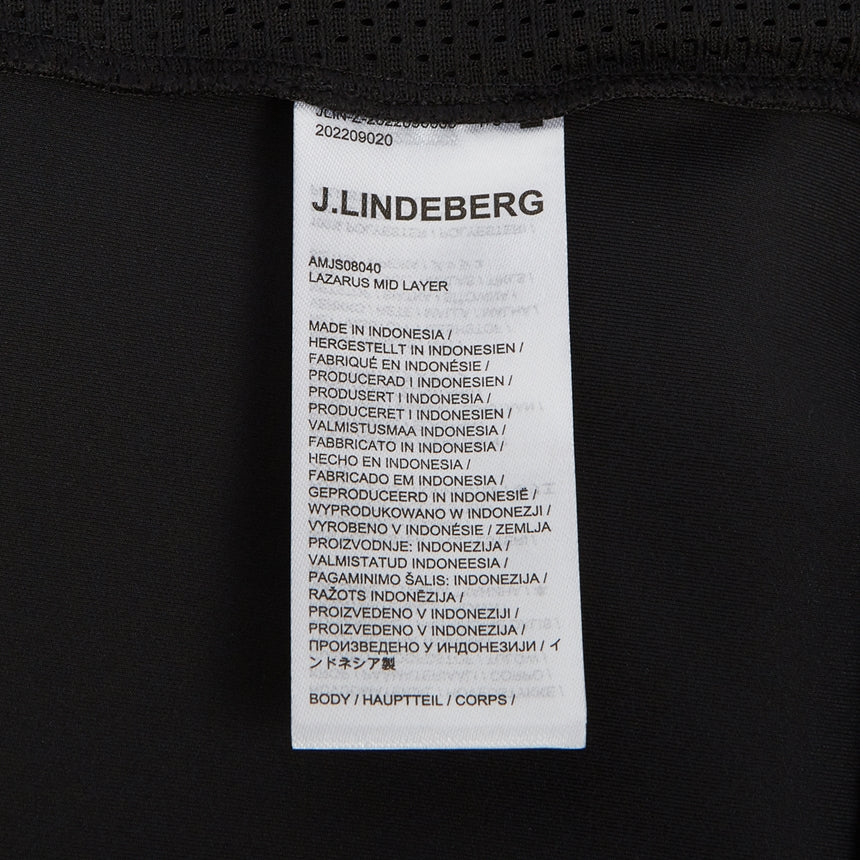 202209020
J.LINDEBERG
AMJS08040
LAZARUS MID LAYER
MADE IN INDONESIA /
HERGESTELLT IN INDONESIEN /
FABRIQUÉ EN INDONÉSIE /
PRODUCERAD I INDONESIEN /
PRODUSERT I INDONESIA /
PRODUCERET I INDONESIEN /
VALMISTUSMAA INDONESIA /
FABBRICATO IN INDONESIA /
HECHO EN INDONESIA /
FABRICADO EM INDONESIA /
GEPRODUCEERD IN INDONESIË /
WYPRODUKOWANO W INDONEZJI /
VYROBENO V INDONÉSIE / ZEMLJA
PROIZVODNJE: INDONEZIJA /
VALMISTATUD INDONEESIA /
PAGAMINIMO ŠALIS: INDONEZIJA /
RAŽOTS INDONĒZIJA /
PROIZVEDENO V INDONEZIJI /
PROIZVEDENO V INDONEZIJA /
ПРОИЗВЕДЕНО У ИНДОНЕЗИЈИ / イ
ンドネシア製
BODY / HAUPTTEIL / CORPS /